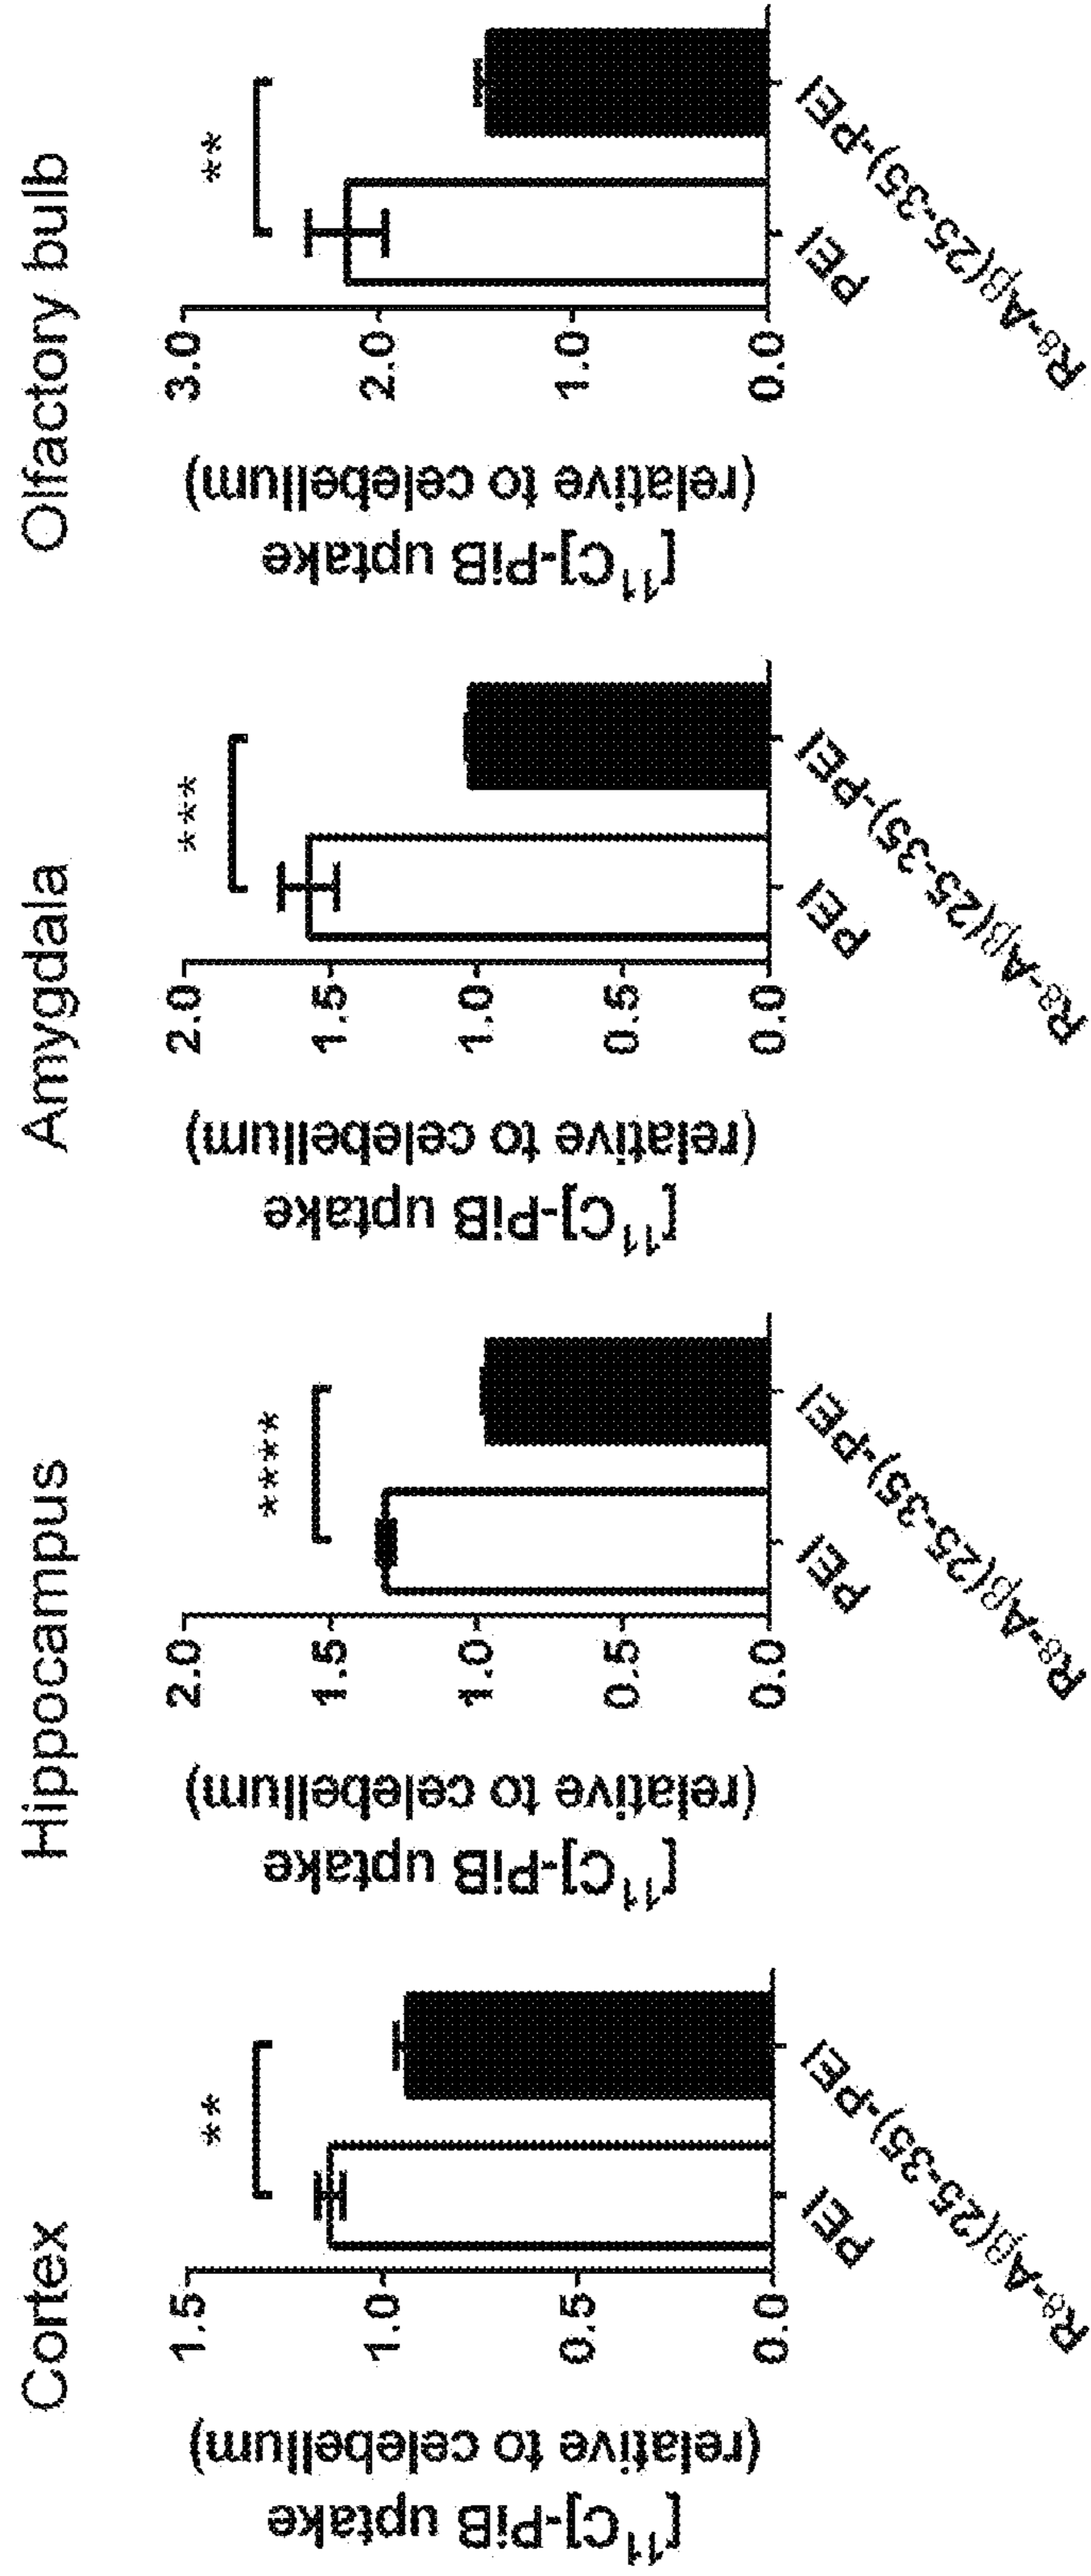 Cortex
[¹¹C]-PiB uptake
(relative to celebellum)
1.5
1.0
0.5
0.0
**
PEI
R₈-Aβ(25-35)-PEI
Hippocampus
[¹¹C]-PiB uptake
(relative to celebellum)
2.0
1.5
1.0
0.5
0.0
****
PEI
R₈-Aβ(25-35)-PEI
Amygdala
[¹¹C]-PiB uptake
(relative to celebellum)
2.0
1.5
1.0
0.5
0.0
***
PEI
R₈-Aβ(25-35)-PEI
Olfactory bulb
[¹¹C]-PiB uptake
(relative to celebellum)
3.0
2.0
1.0
0.0
**
PEI
R₈-Aβ(25-35)-PEI